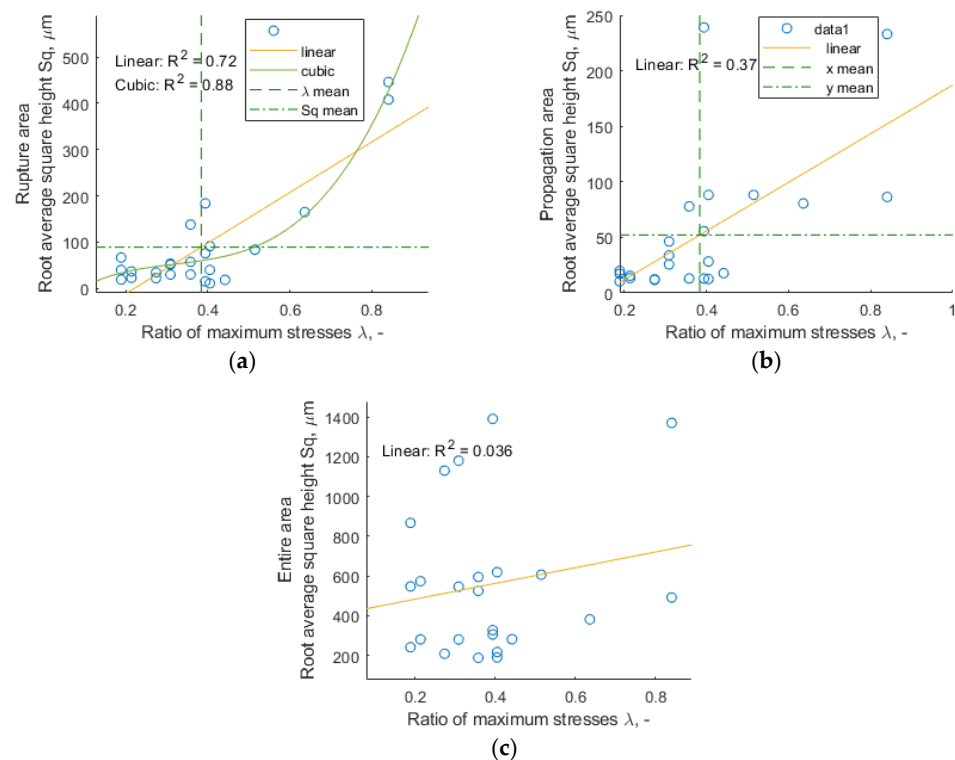 Rupture area
Root average square height Sq, μm
500
400
300
200
100
0
Linear: R² = 0.72
Cubic: R² = 0.88
linear
cubic
λ mean
Sq mean
0.2
0.4
0.6
0.8
Ratio of maximum stresses λ, -
(a)
Propagation area
Root average square height Sq, μm
250
200
150
100
50
0
Linear: R² = 0.37
data1
linear
x mean
y mean
0.2
0.4
0.6
0.8
1
Ratio of maximum stresses λ, -
(b)
Entire area
Root average square height Sq, μm
1400
1200
1000
800
600
400
200
Linear: R² = 0.036
0.2
0.4
0.6
0.8
Ratio of maximum stresses λ, -
(c)